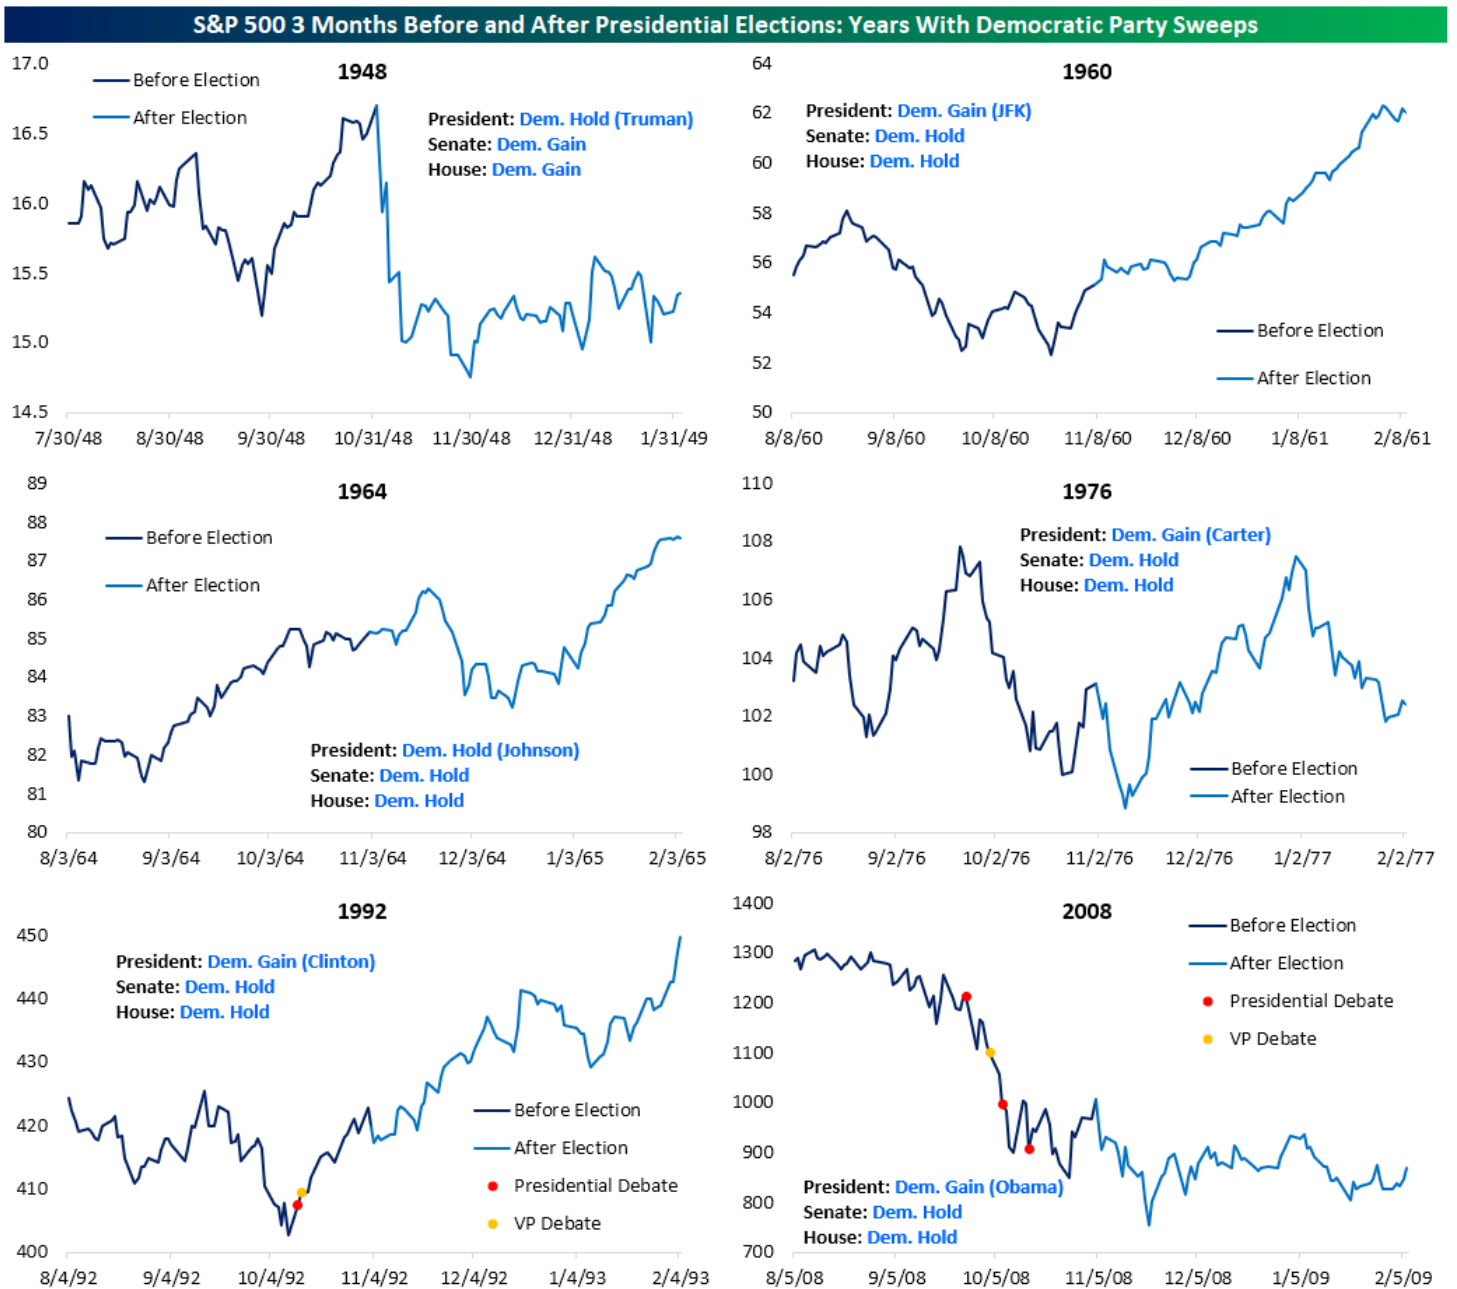 S&P 500 3 Months Before and After Presidential Elections: Years With Democratic Party Sweeps
1948
Before Election
After Election
President: Dem. Hold (Truman)
Senate: Dem. Gain
House: Dem. Gain
17.0
16.5
16.0
15.5
15.0
14.5
7/30/48 8/30/48 9/30/48 10/31/48 11/30/48 12/31/48 1/31/49
1960
President: Dem. Gain (JFK)
Senate: Dem. Hold
House: Dem. Hold
Before Election
After Election
64
62
60
58
56
54
52
50
8/8/60 9/8/60 10/8/60 11/8/60 12/8/60 1/8/61 2/8/61
1964
Before Election
After Election
President: Dem. Hold (Johnson)
Senate: Dem. Hold
House: Dem. Hold
89
88
87
86
85
84
83
82
81
80
8/3/64 9/3/64 10/3/64 11/3/64 12/3/64 1/3/65 2/3/65
1976
President: Dem. Gain (Carter)
Senate: Dem. Hold
House: Dem. Hold
Before Election
After Election
110
108
106
104
102
100
98
8/2/76 9/2/76 10/2/76 11/2/76 12/2/76 1/2/77 2/2/77
1992
President: Dem. Gain (Clinton)
Senate: Dem. Hold
House: Dem. Hold
Before Election
After Election
Presidential Debate
VP Debate
450
440
430
420
410
400
8/4/92 9/4/92 10/4/92 11/4/92 12/4/92 1/4/93 2/4/93
2008
Before Election
After Election
Presidential Debate
VP Debate
President: Dem. Gain (Obama)
Senate: Dem. Hold
House: Dem. Hold
1400
1300
1200
1100
1000
900
800
700
8/5/08 9/5/08 10/5/08 11/5/08 12/5/08 1/5/09 2/5/09